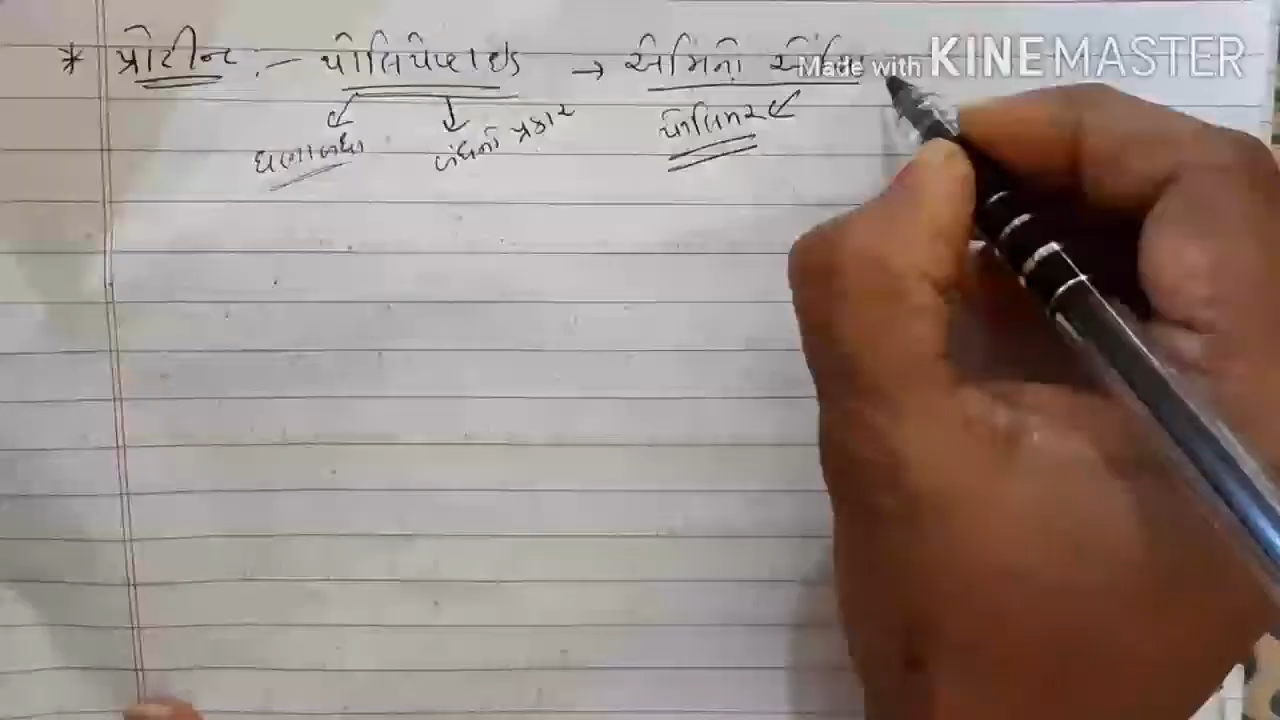 * પ્રોટીન :- પોલિપેપ્ટાઇડ → એમિનો એસિડ
ઘણાબધા બંધનો પ્રકાર પોલિમર
Made with KINEMASTER